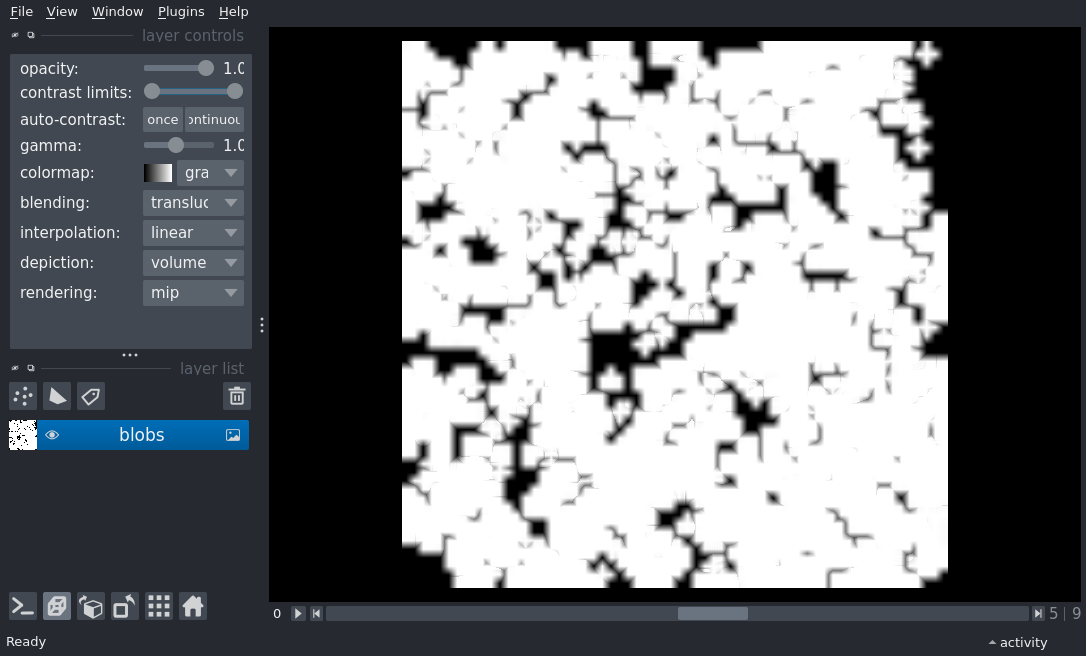 File View Window Plugins Help
layer controls
opacity: 1.0
contrast limits:
auto-contrast: once ontinuou
gamma: 1.0
colormap: gra
blending: transluc
interpolation: linear
depiction: volume
rendering: mip
layer list
blobs
0 5 | 9
Ready activity